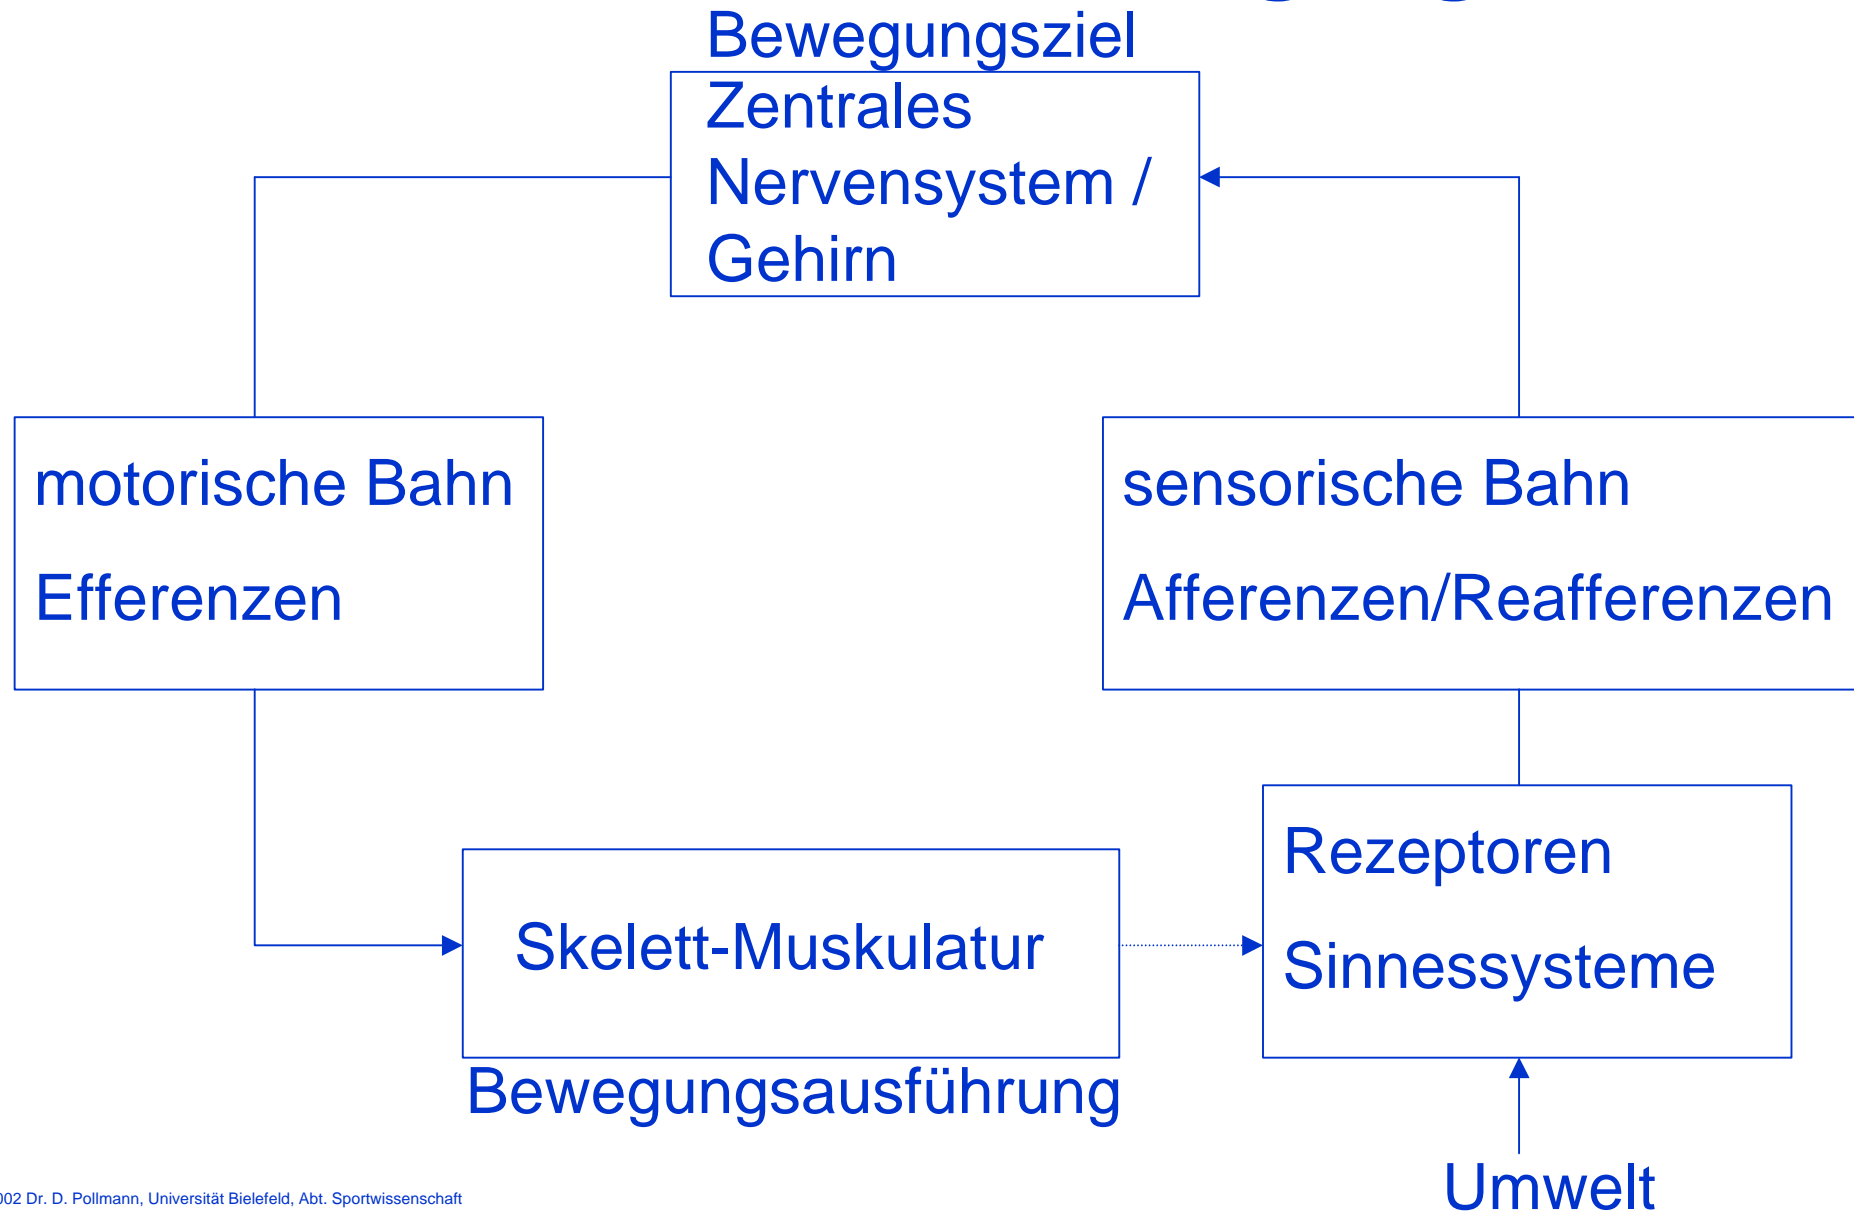 Bewegungsziel
Zentrales
Nervensystem /
Gehirn
motorische Bahn
Efferenzen
sensorische Bahn
Afferenzen/Reafferenzen
Rezeptoren
Sinnessysteme
Skelett-Muskulatur
Bewegungsausführung
Umwelt
002 Dr. D. Pollmann, Universität Bielefeld, Abt. Sportwissenschaft